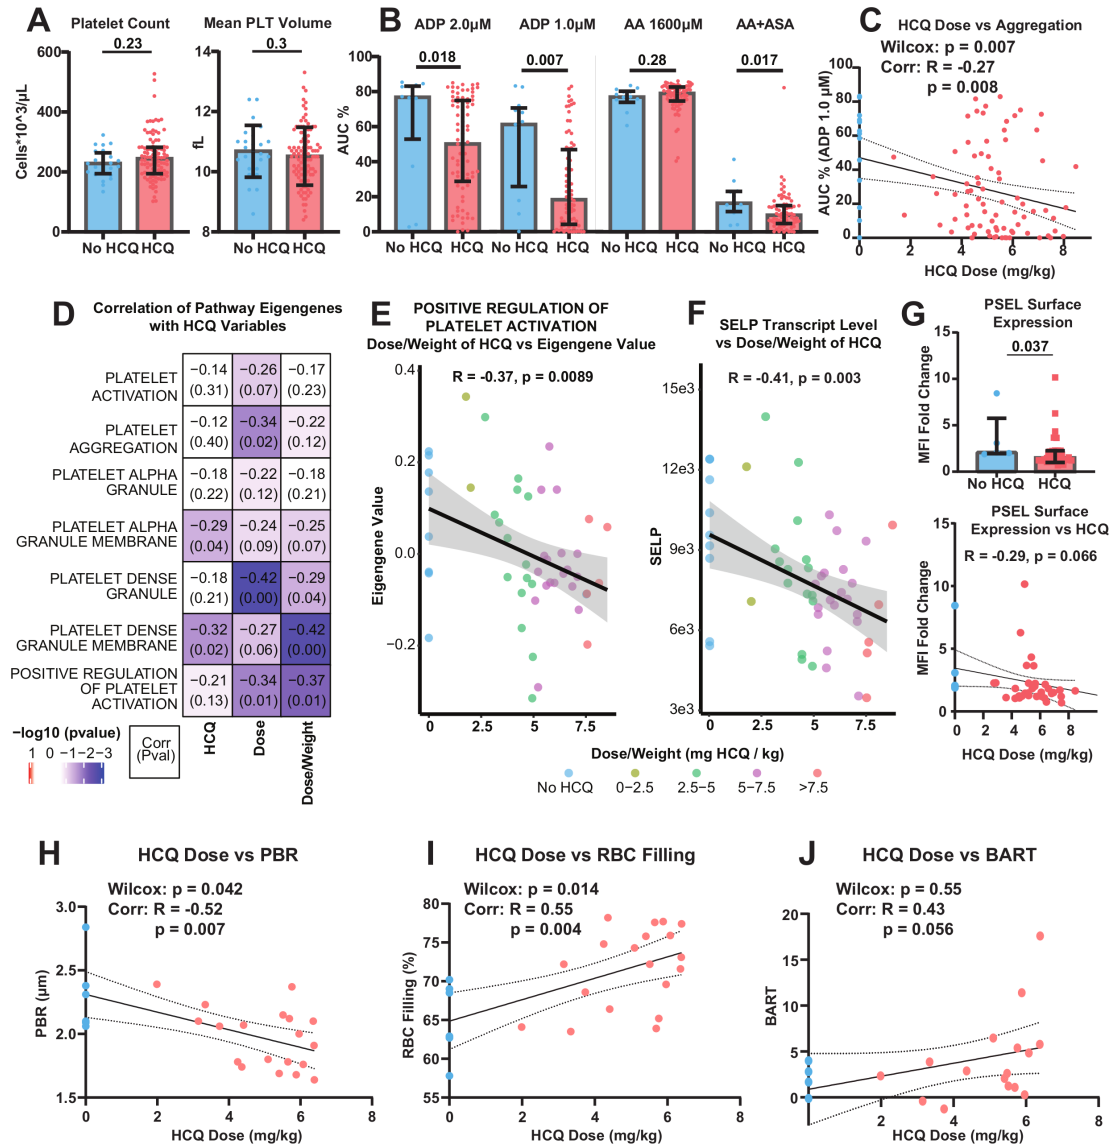 A
Platelet Count
0.23
Cells*10^3/µL
600
400
200
0
No HCQ HCQ
Mean PLT Volume
0.3
fL
14
12
10
8
No HCQ HCQ
B
ADP 2.0µM
ADP 1.0µM
AA 1600µM
AA+ASA
0.018
0.007
0.28
0.017
AUC %
100
80
60
40
20
0
No HCQ HCQ
No HCQ HCQ
No HCQ HCQ
No HCQ HCQ
C
HCQ Dose vs Aggregation
Wilcox: p = 0.007
Corr: R = -0.27
p = 0.008
AUC % (ADP 1.0 µM)
100
80
60
40
20
0
0 2 4 6 8
HCQ Dose (mg/kg)
D
Correlation of Pathway Eigengenes
with HCQ Variables
PLATELET
ACTIVATION
−0.14 −0.26 −0.17
(0.31) (0.07) (0.23)
PLATELET
AGGREGATION
−0.12 −0.34 −0.22
(0.40) (0.02) (0.12)
PLATELET ALPHA
GRANULE
−0.18 −0.22 −0.18
(0.22) (0.12) (0.21)
PLATELET ALPHA
GRANULE MEMBRANE
−0.29 −0.24 −0.25
(0.04) (0.09) (0.07)
PLATELET DENSE
GRANULE
−0.18 −0.42 −0.29
(0.21) (0.00) (0.04)
PLATELET DENSE
GRANULE MEMBRANE
−0.32 −0.27 −0.42
(0.02) (0.06) (0.00)
POSITIVE REGULATION
OF PLATELET
ACTIVATION
−0.21 −0.34 −0.37
(0.13) (0.01) (0.01)
HCQ
Dose
Dose/Weight
−log10 (pvalue)
1 0 −1−2−3
Corr
(Pval)
E
POSITIVE REGULATION OF
PLATELET ACTIVATION
Dose/Weight of HCQ vs Eigengene Value
R = -0.37, p = 0.0089
Eigengene Value
0.4
0.2
0.0
−0.2
0 2.5 5 7.5
F
SELP Transcript Level
vs Dose/Weight of HCQ
R = -0.41, p = 0.003
SELP
15e3
12e3
9e3
6e3
3e3
0 2.5 5 7.5
Dose/Weight (mg HCQ / kg)
No HCQ 0−2.5 2.5−5 5−7.5 >7.5
G
PSEL Surface
Expression
0.037
MFI Fold Change
15
10
5
0
No HCQ HCQ
PSEL Surface
Expression vs HCQ
R = -0.29, p = 0.066
MFI Fold Change
15
10
5
0
0 2 4 6 8
HCQ Dose (mg/kg)
H
HCQ Dose vs PBR
Wilcox: p = 0.042
Corr: R = -0.52
p = 0.007
PBR (µm)
3.0
2.5
2.0
1.5
0 2 4 6 8
HCQ Dose (mg/kg)
I
HCQ Dose vs RBC Filling
Wilcox: p = 0.014
Corr: R = 0.55
p = 0.004
RBC Filling (%)
80
75
70
65
60
55
0 2 4 6 8
HCQ Dose (mg/kg)
J
HCQ Dose vs BART
Wilcox: p = 0.55
Corr: R = 0.43
p = 0.056
BART
20
15
10
5
0
0 2 4 6 8
HCQ Dose (mg/kg)